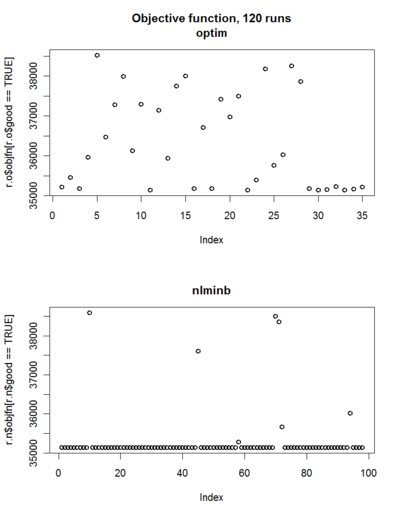 Objective function, 120 runs
optim
r.o$objfn[r.o$good == TRUE]
38000
37000
36000
35000
0 5 10 15 20 25 30 35
Index
nlminb
r.n$objfn[r.n$good == TRUE]
38000
37000
36000
35000
0 20 40 60 80 100
Index